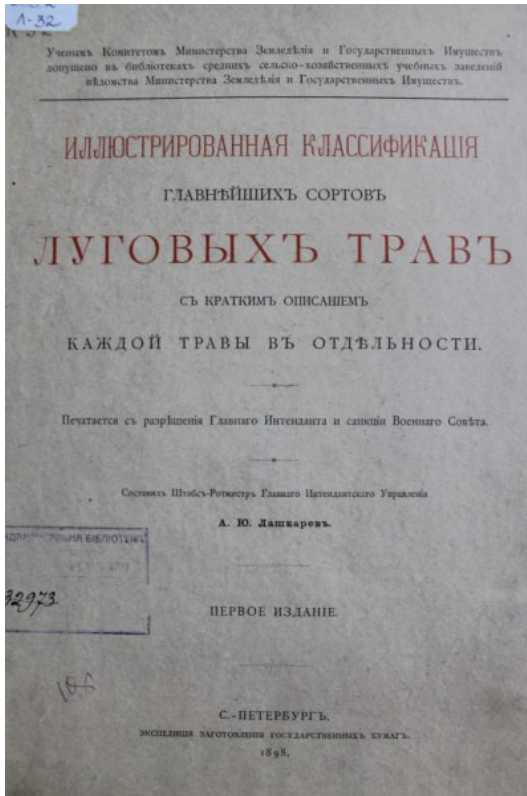 Л-32
Ученымъ Комитетомъ Министерства Земледѣлія и Государственныхъ Имуществъ
допущено въ библіотеки среднихъ сельско-хозяйственныхъ учебныхъ заведеній
вѣдомства Министерства Земледѣлія и Государственныхъ Имуществъ.
ИЛЛЮСТРИРОВАННАЯ КЛАССИФИКАЦІЯ
ГЛАВНѢЙШИХЪ СОРТОВЪ
ЛУГОВЫХЪ ТРАВЪ
СЪ КРАТКИМЪ ОПИСАНІЕМЪ
КАЖДОЙ ТРАВЫ ВЪ ОТДѢЛЬНОСТИ.
Печатается съ разрѣшенія Главнаго Интенданта и санкціи Военнаго Совѣта.
Составилъ Штабсъ-Ротмистръ Главнаго Интендантскаго Управленія
А. Ю. Лашкаревъ.
БІБЛІОТЕКА
32973
ПЕРВОЕ ИЗДАНІЕ.
С.-ПЕТЕРБУРГЪ.
ЭКСПЕДИЦІЯ ЗАГОТОВЛЕНІЯ ГОСУДАРСТВЕННЫХЪ БУМАГЪ.
1898.